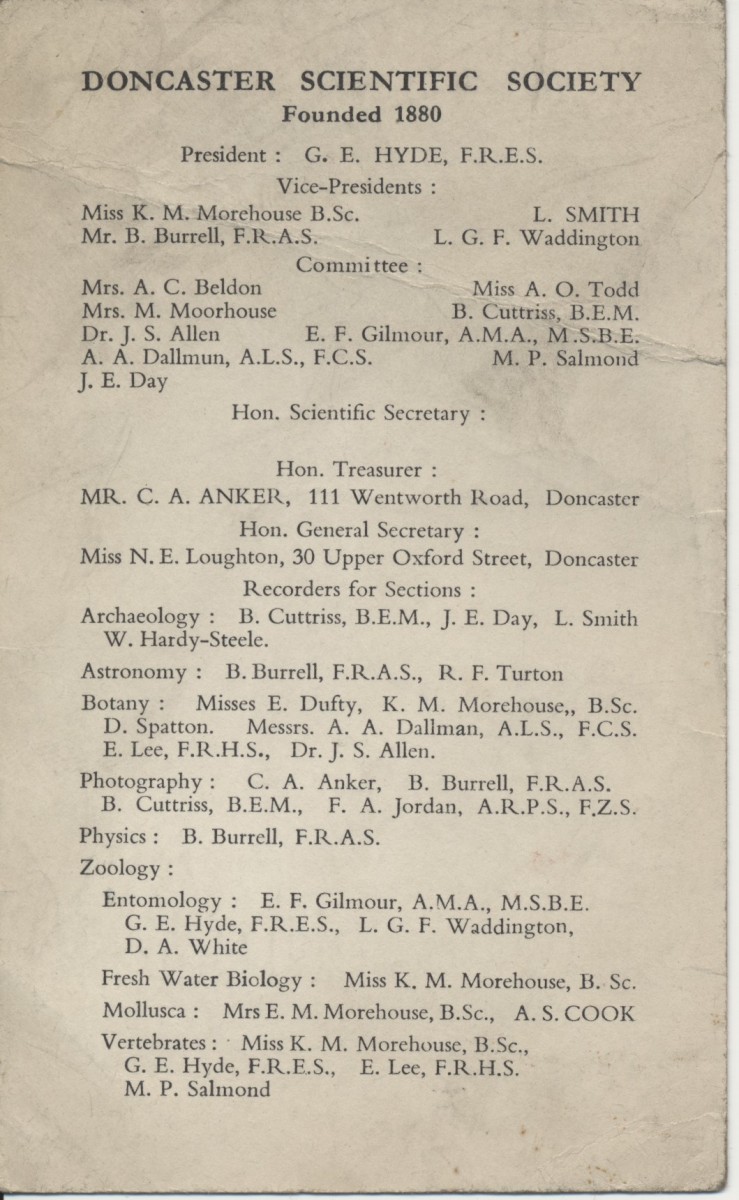 DONCASTER SCIENTIFIC SOCIETY
Founded 1880
President : G. E. HYDE, F.R.E.S.
Vice-Presidents :
Miss K. M. Morehouse B.Sc. L. SMITH
Mr. B. Burrell, F.R.A.S. L. G. F. Waddington
Committee :
Mrs. A. C. Beldon Miss A. O. Todd
Mrs. M. Moorhouse B. Cuttriss, B.E.M.
Dr. J. S. Allen E. F. Gilmour, A.M.A., M.S.B.E.
A. A. Dallmun, A.L.S., F.C.S. M. P. Salmond
J. E. Day
Hon. Scientific Secretary :
Hon. Treasurer :
MR. C. A. ANKER, 111 Wentworth Road, Doncaster
Hon. General Secretary :
Miss N. E. Loughton, 30 Upper Oxford Street, Doncaster
Recorders for Sections :
Archaeology : B. Cuttriss, B.E.M., J. E. Day, L. Smith
W. Hardy-Steele.
Astronomy : B. Burrell, F.R.A.S., R. F. Turton
Botany : Misses E. Dufty, K. M. Morehouse,, B.Sc.
D. Spatton. Messrs. A. A. Dallman, A.L.S., F.C.S.
E. Lee, F.R.H.S., Dr. J. S. Allen.
Photography : C. A. Anker, B. Burrell, F.R.A.S.
B. Cuttriss, B.E.M., F. A. Jordan, A.R.P.S., F.Z.S.
Physics : B. Burrell, F.R.A.S.
Zoology :
Entomology : E. F. Gilmour, A.M.A., M.S.B.E.
G. E. Hyde, F.R.E.S., L. G. F. Waddington,
D. A. White
Fresh Water Biology : Miss K. M. Morehouse, B. Sc.
Mollusca : Mrs E. M. Morehouse, B.Sc., A. S. COOK
Vertebrates : Miss K. M. Morehouse, B.Sc.,
G. E. Hyde, F.R.E.S., E. Lee, F.R.H.S.
M. P. Salmond